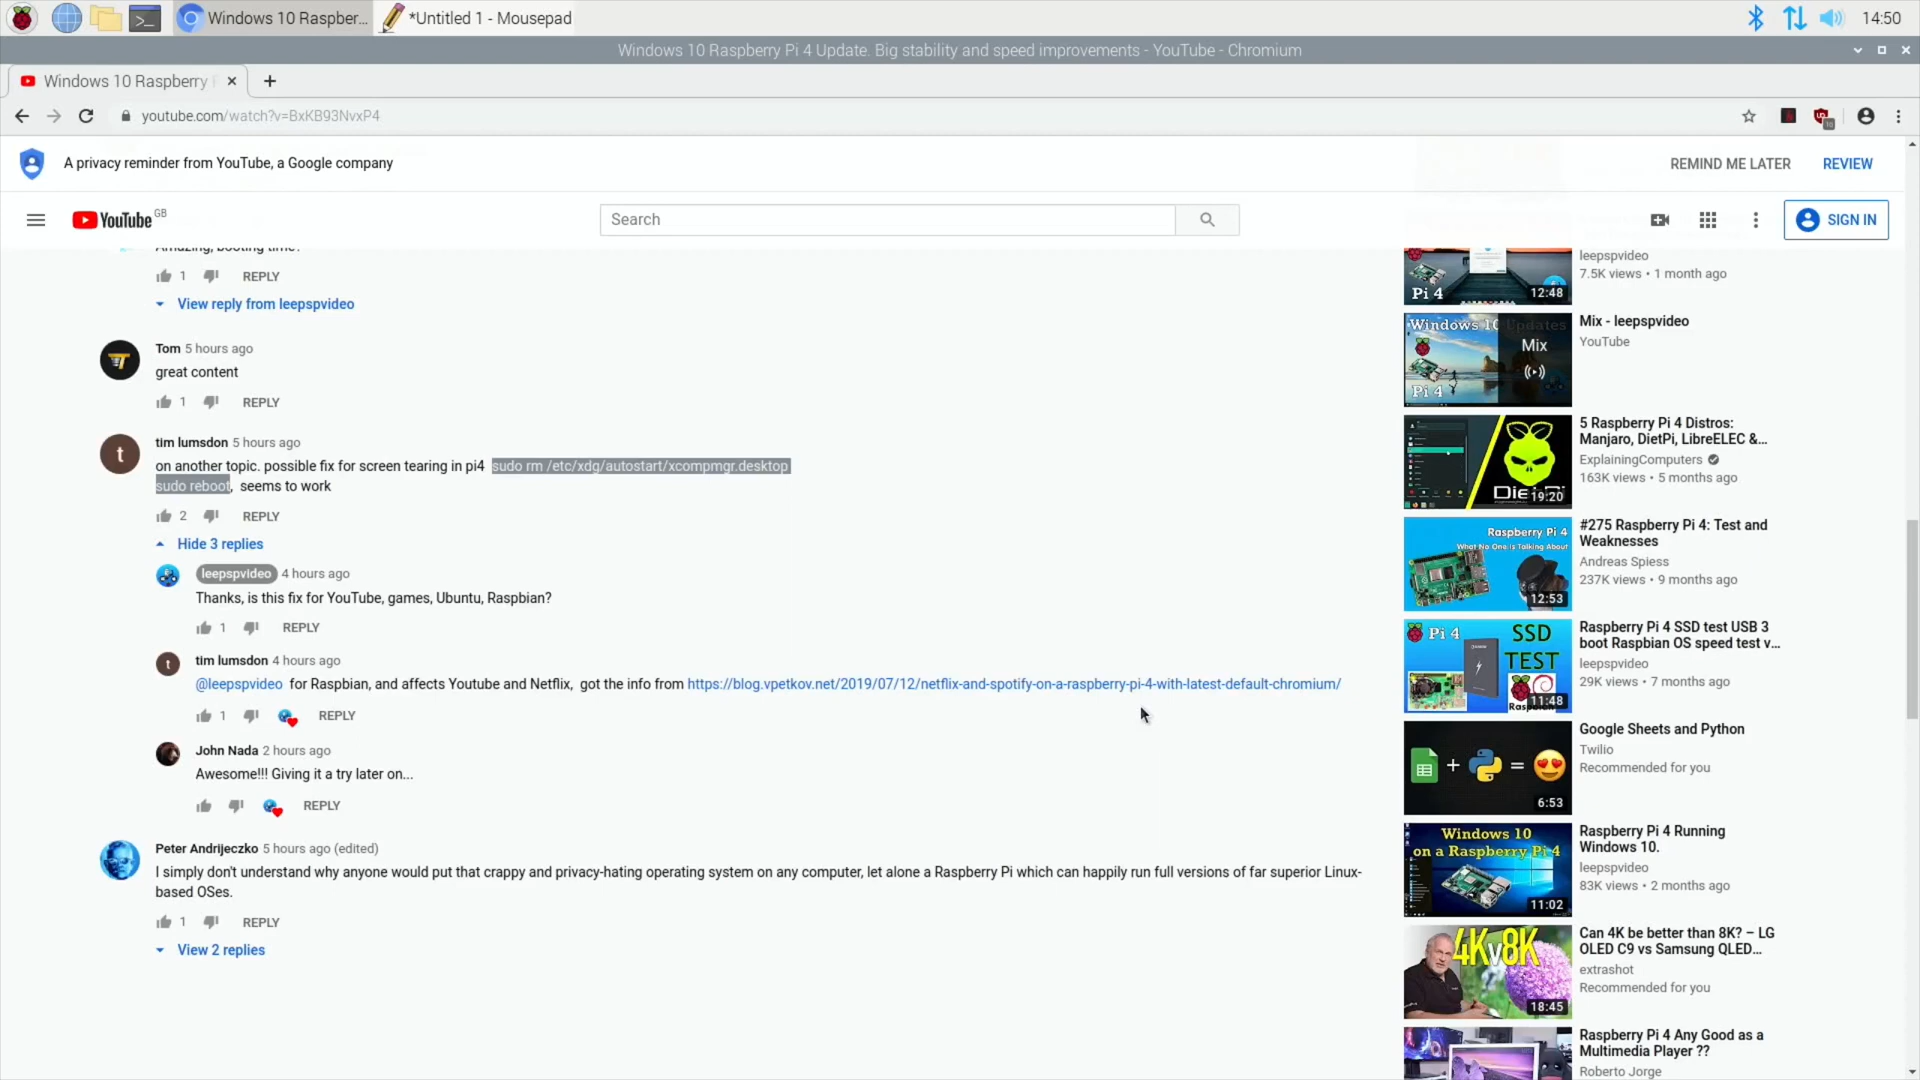 Windows 10 Raspber...
*Untitled 1 - Mousepad
14:50
Windows 10 Raspberry Pi 4 Update. Big stability and speed improvements - YouTube - Chromium
Windows 10 Raspberry
youtube.com/watch?v=BxKB93NvxP4
A privacy reminder from YouTube, a Google company
REMIND ME LATER
REVIEW
YouTube GB
Search
SIGN IN
Amazing, booting time?
1 REPLY
View reply from leepspvideo
Tom 5 hours ago
great content
1 REPLY
tim lumsdon 5 hours ago
on another topic. possible fix for screen tearing in pi4 sudo rm /etc/xdg/autostart/xcompmgr.desktop
sudo reboot, seems to work
2 REPLY
Hide 3 replies
leepspvideo 4 hours ago
Thanks, is this fix for YouTube, games, Ubuntu, Raspbian?
1 REPLY
tim lumsdon 4 hours ago
@leepspvideo for Raspbian, and affects Youtube and Netflix, got the info from https://blog.vpetkov.net/2019/07/12/netflix-and-spotify-on-a-raspberry-pi-4-with-latest-default-chromium/
1 REPLY
John Nada 2 hours ago
Awesome!!! Giving it a try later on...
REPLY
Peter Andrijeczko 5 hours ago (edited)
I simply don't understand why anyone would put that crappy and privacy-hating operating system on any computer, let alone a Raspberry Pi which can happily run full versions of far superior Linux-
based OSes.
1 REPLY
View 2 replies
Pi 4
12:48
leepspvideo
7.5K views • 1 month ago
Windows 10 Updates
Mix
Pi 4
Mix - leepspvideo
YouTube
DietPi
19:20
5 Raspberry Pi 4 Distros:
Manjaro, DietPi, LibreELEC &...
ExplainingComputers
163K views • 5 months ago
Raspberry Pi 4
What No One is Talking About
12:53
#275 Raspberry Pi 4: Test and
Weaknesses
Andreas Spiess
237K views • 9 months ago
Pi 4
SSD
TEST
Raspbian
11:48
Raspberry Pi 4 SSD test USB 3
boot Raspbian OS speed test v...
leepspvideo
29K views • 7 months ago
+ =
6:53
Google Sheets and Python
Twilio
Recommended for you
Windows 10
on a Raspberry Pi 4
11:02
Raspberry Pi 4 Running
Windows 10.
leepspvideo
83K views • 2 months ago
4K v 8K
18:45
Can 4K be better than 8K? – LG
OLED C9 vs Samsung QLED...
extrashot
Recommended for you
Raspberry Pi 4 Any Good as a
Multimedia Player ??
Roberto Jorge